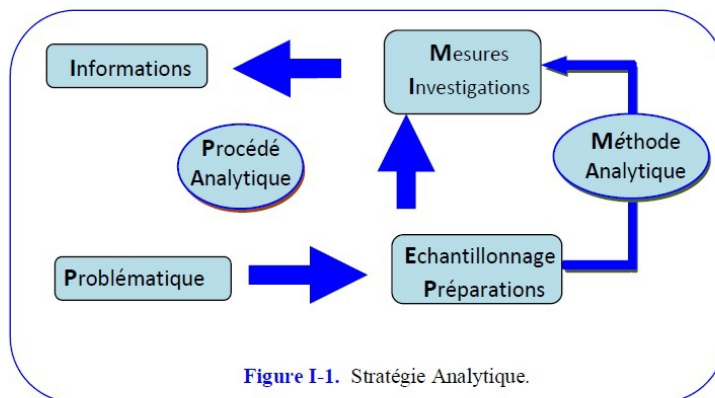 Informations
Mesures
Investigations
Procédé
Analytique
Méthode
Analytique
Problématique
Echantillonnage
Préparations
Figure I-1. Stratégie Analytique.